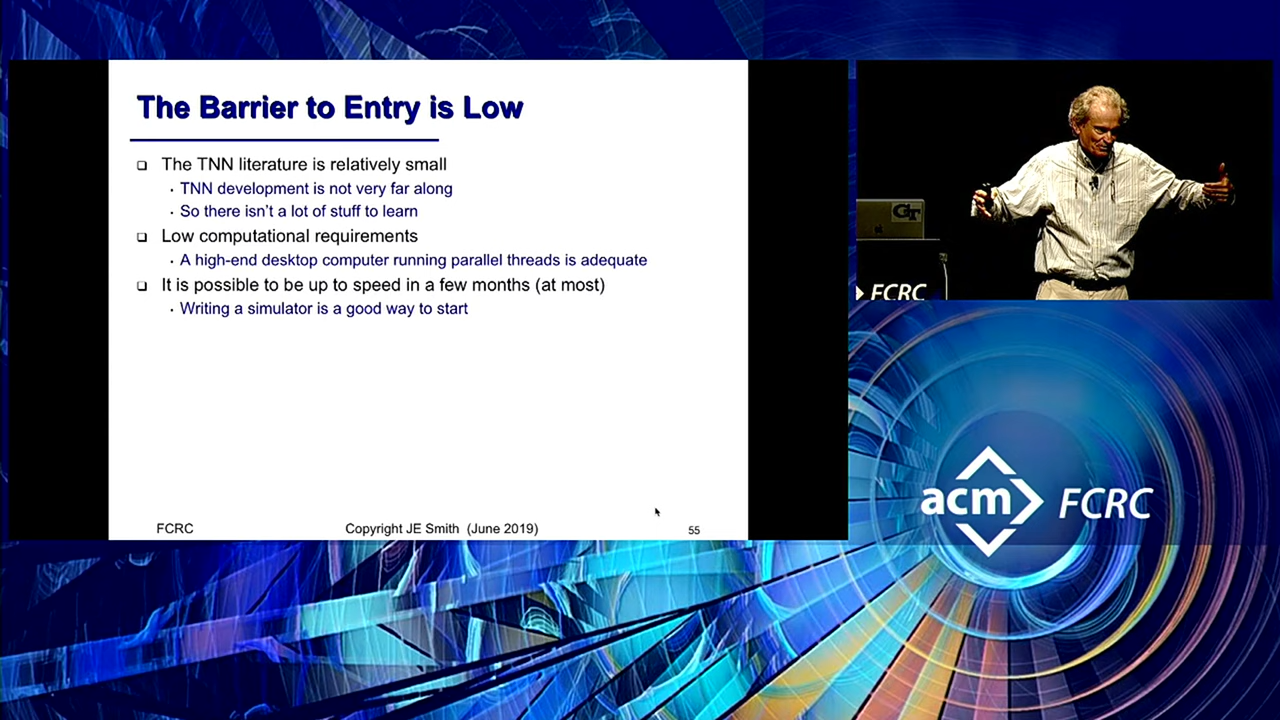 The Barrier to Entry is Low
The TNN literature is relatively small
TNN development is not very far along
So there isn't a lot of stuff to learn
Low computational requirements
A high-end desktop computer running parallel threads is adequate
It is possible to be up to speed in a few months (at most)
Writing a simulator is a good way to start
FCRC
Copyright JE Smith (June 2019)
55
GT
FCRC
acm FCRC